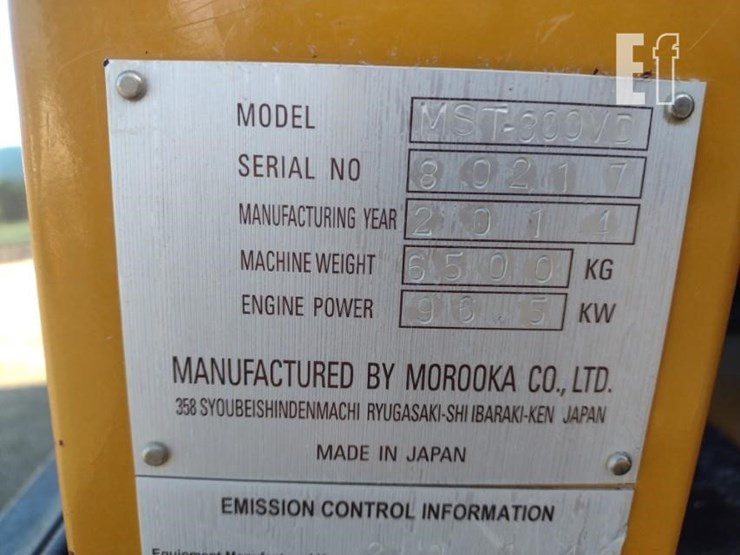 Ef
MODEL MST-800VD
SERIAL NO 80217
MANUFACTURING YEAR 2014
MACHINE WEIGHT 6500 KG
ENGINE POWER 96.5 KW
MANUFACTURED BY MOROOKA CO., LTD.
358 SYOUBEISHINDENMACHI RYUGASAKI-SHI IBARAKI-KEN JAPAN
MADE IN JAPAN
EMISSION CONTROL INFORMATION